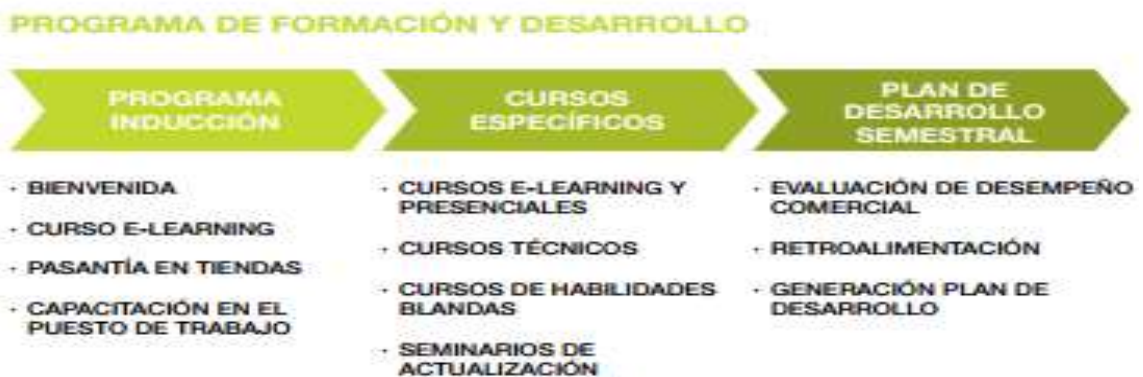 PROGRAMA DE FORMACIÓN Y DESARROLLO
PROGRAMA
INDUCCIÓN
· BIENVENIDA
· CURSO E-LEARNING
· PASANTÍA EN TIENDAS
· CAPACITACIÓN EN EL
PUESTO DE TRABAJO
CURSOS
ESPECÍFICOS
· CURSOS E-LEARNING Y
PRESENCIALES
· CURSOS TÉCNICOS
· CURSOS DE HABILIDADES
BLANDAS
· SEMINARIOS DE
ACTUALIZACIÓN
PLAN DE
DESARROLLO
SEMESTRAL
· EVALUACIÓN DE DESEMPEÑO
COMERCIAL
· RETROALIMENTACIÓN
· GENERACIÓN PLAN DE
DESARROLLO